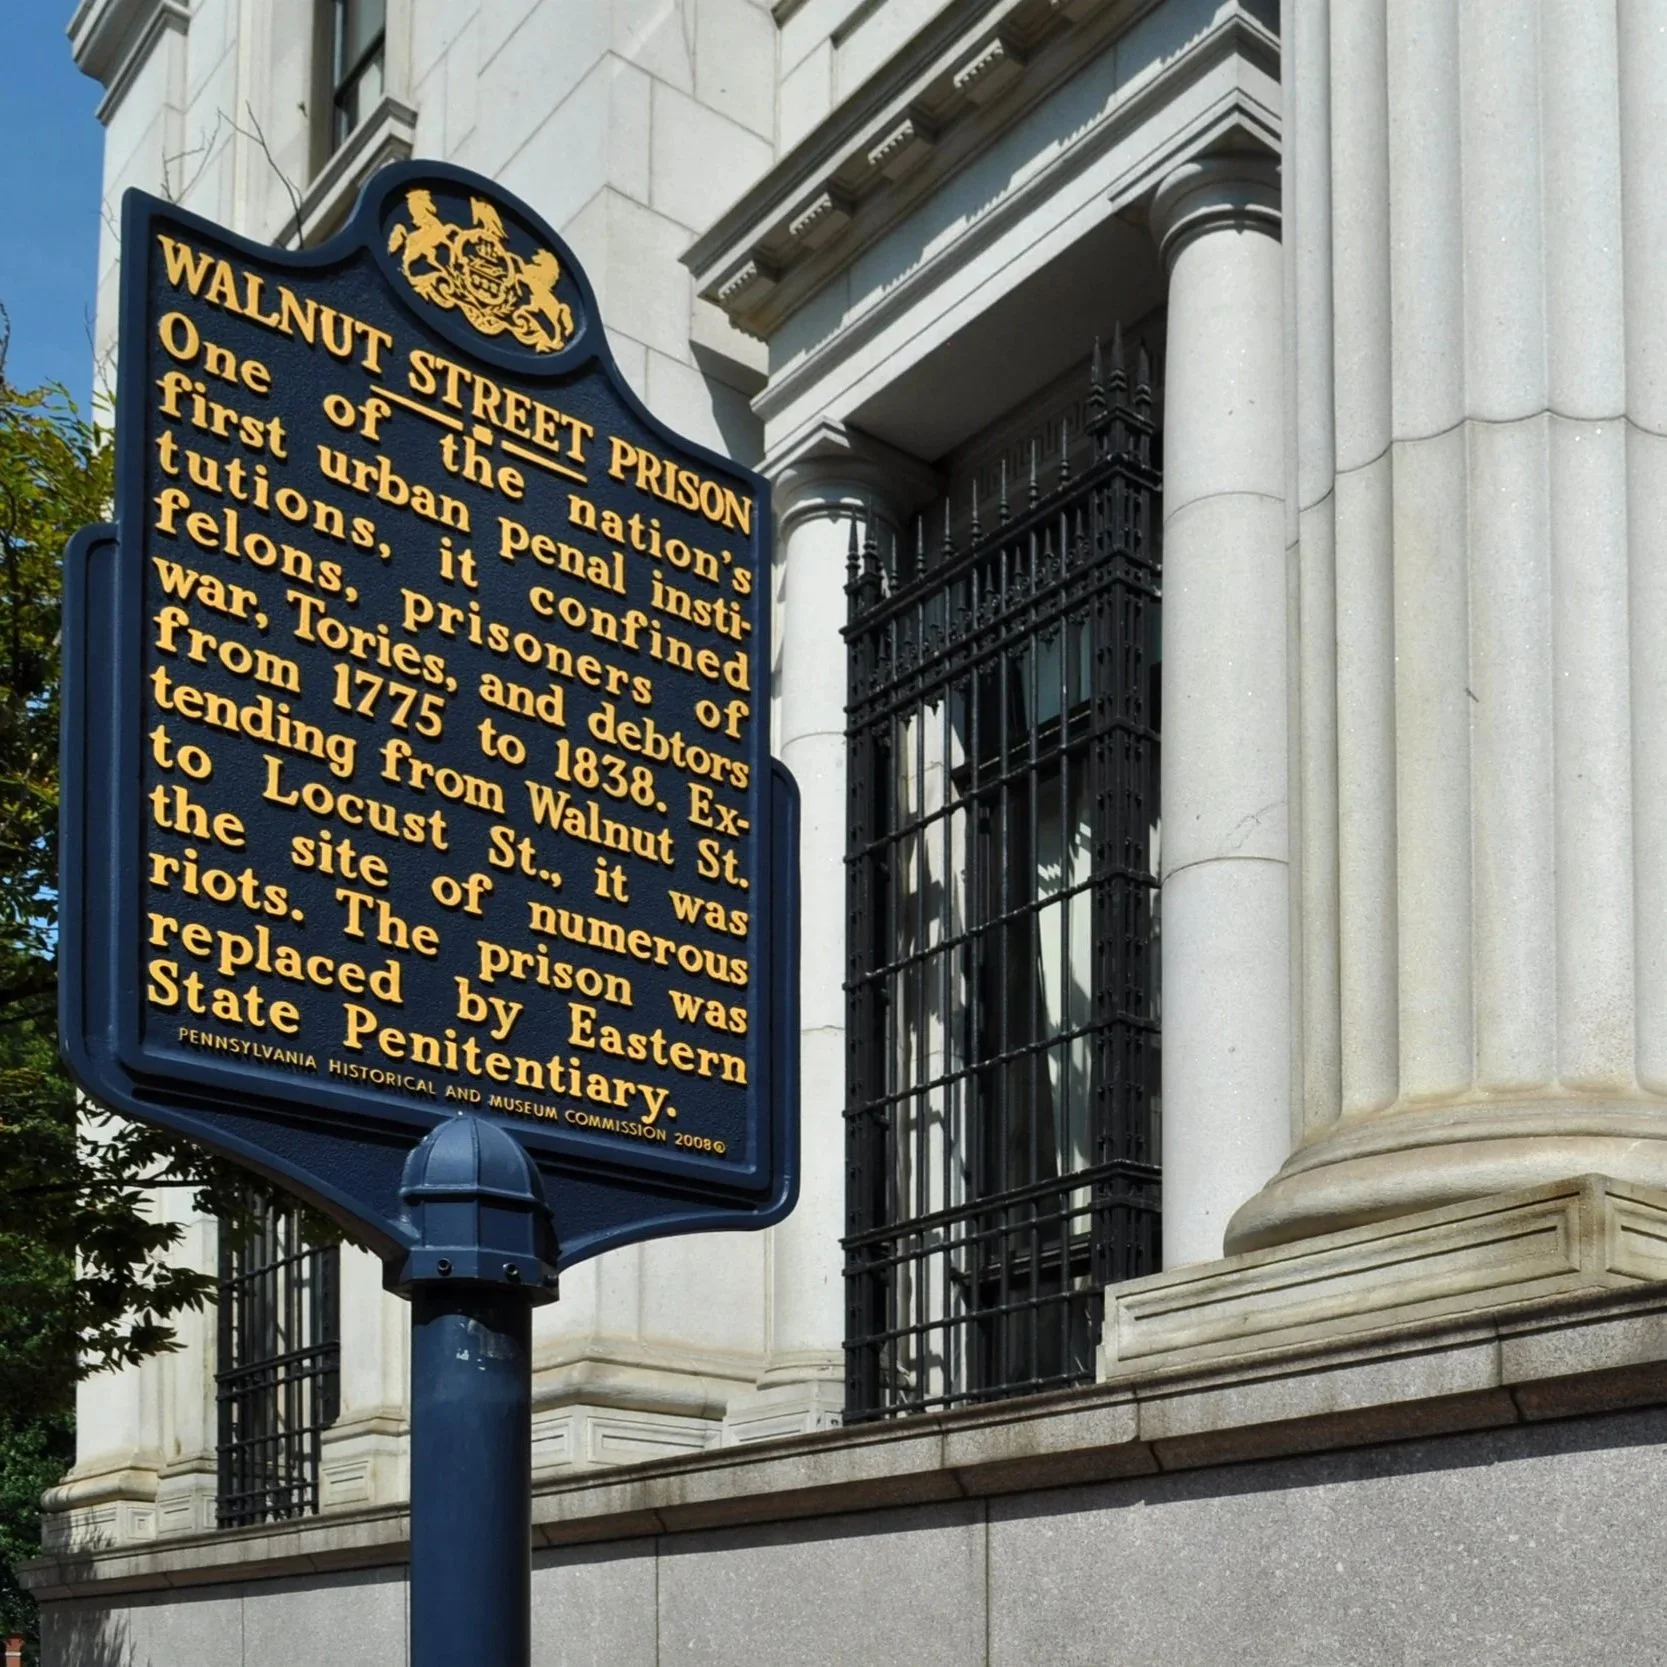 WALNUT STREET PRISON
One of the nation's
first urban penal insti-
tutions, it confined
felons, prisoners of
war, Tories, and debtors
from 1775 to 1838. Ex-
tending from Walnut St.
to Locust St., it was
the site of numerous
riots. The prison was
replaced by Eastern
State Penitentiary.
PENNSYLVANIA HISTORICAL AND MUSEUM COMMISSION 2008®